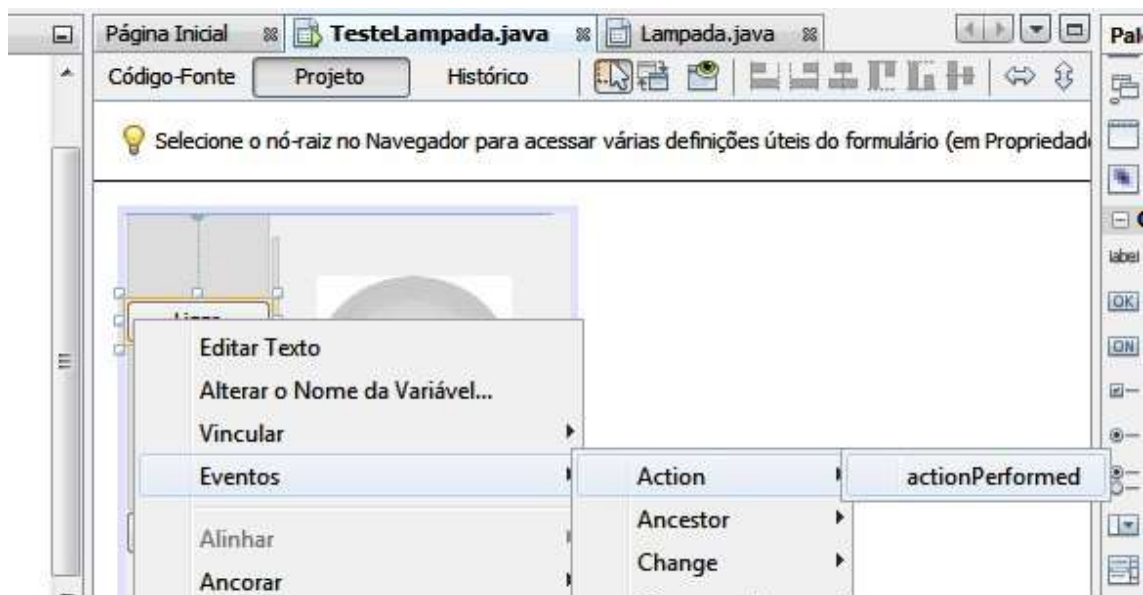 Página Inicial TesteLampada.java Lampada.java
Código-Fonte Projeto Histórico
Selecione o nó-raiz no Navegador para acessar várias definições úteis do formulário (em Propriedad
label
OK
ON
Editar Texto
Alterar o Nome da Variável...
Vincular
Eventos Action actionPerformed
Ancestor
Alinhar
Change
Ancorar